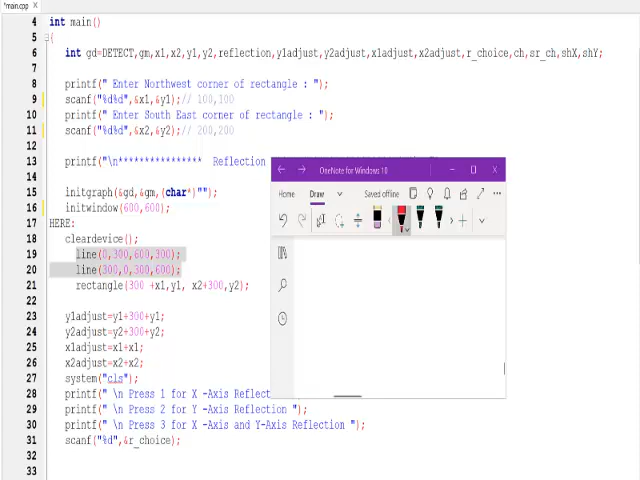 *main.cpp X
4 int main()
5 {
6 int gd=DETECT,gm,x1,x2,y1,y2,reflection,y1adjust,y2adjust,x1adjust,x2adjust,r_choice,ch,sr_ch,shX,shY;
7
8 printf(" Enter Northwest corner of rectangle : ");
9 scanf("%d%d",&x1,&y1);// 100,100
10 printf(" Enter South East corner of rectangle : ");
11 scanf("%d%d",&x2,&y2);// 200,200
12
13 printf("\n**************** Reflection
14
15 initgraph(&gd,&gm,(char*)"");
16 initwindow(600,600);
17 HERE:
18 cleardevice();
19 line(0,300,600,300);
20 line(300,0,300,600);
21 rectangle(300 +x1,y1, x2+300,y2);
22
23 y1adjust=y1+300+y1;
24 y2adjust=y2+300+y2;
25 x1adjust=x1+x1;
26 x2adjust=x2+x2;
27 system("cls");
28 printf(" \n Press 1 for X -Axis Reflect
29 printf(" \n Press 2 for Y -Axis Reflection ");
30 printf(" \n Press 3 for X -Axis and Y-Axis Reflection ");
31 scanf("%d",&r_choice);
32
33
OneNote for Windows 10
Home Draw Saved offline